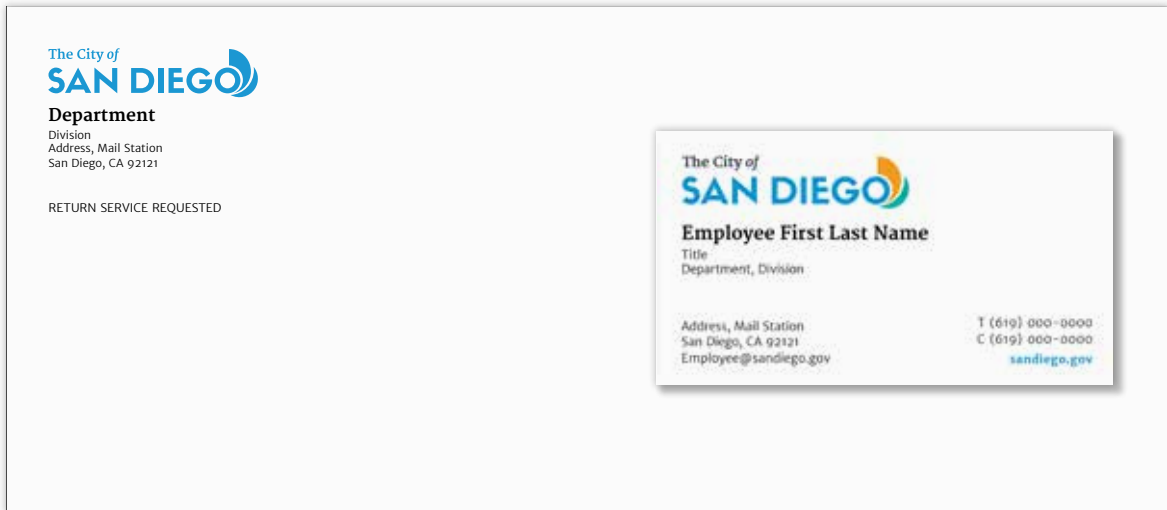 The City of
SAN DIEGO
Department
Division
Address, Mail Station
San Diego, CA 92121
RETURN SERVICE REQUESTED
The City of
SAN DIEGO
Employee First Last Name
Title
Department, Division
Address, Mail Station
San Diego, CA 92121
Employee@sandiego.gov
T (619) 000-0000
C (619) 000-0000
sandiego.gov